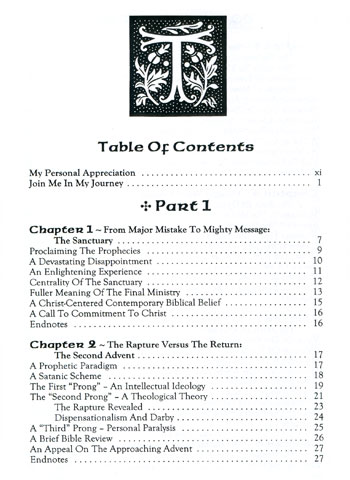 T
Table Of Contents
My Personal Appreciation xi
Join Me In My Journey 1
Part 1
Chapter 1 ~ From Major Mistake To Mighty Message:
The Sanctuary 7
Proclaiming The Prophecies 9
A Devastating Disappointment 10
An Enlightening Experience 11
Centrality Of The Sanctuary 12
Fuller Meaning Of The Final Ministry 13
A Christ-Centered Contemporary Biblical Belief 15
A Call To Commitment To Christ 16
Endnotes 16
Chapter 2 ~ The Rapture Versus The Return:
The Second Advent 17
A Prophetic Paradigm 17
A Satanic Scheme 18
The First "Prong" – An Intellectual Ideology 19
The "Second Prong" – A Theological Theory 21
The Rapture Revealed 23
Dispensationalism And Darby 24
A "Third" Prong – Personal Paralysis 25
A Brief Bible Review 26
An Appeal On The Approaching Advent 27
Endnotes 27